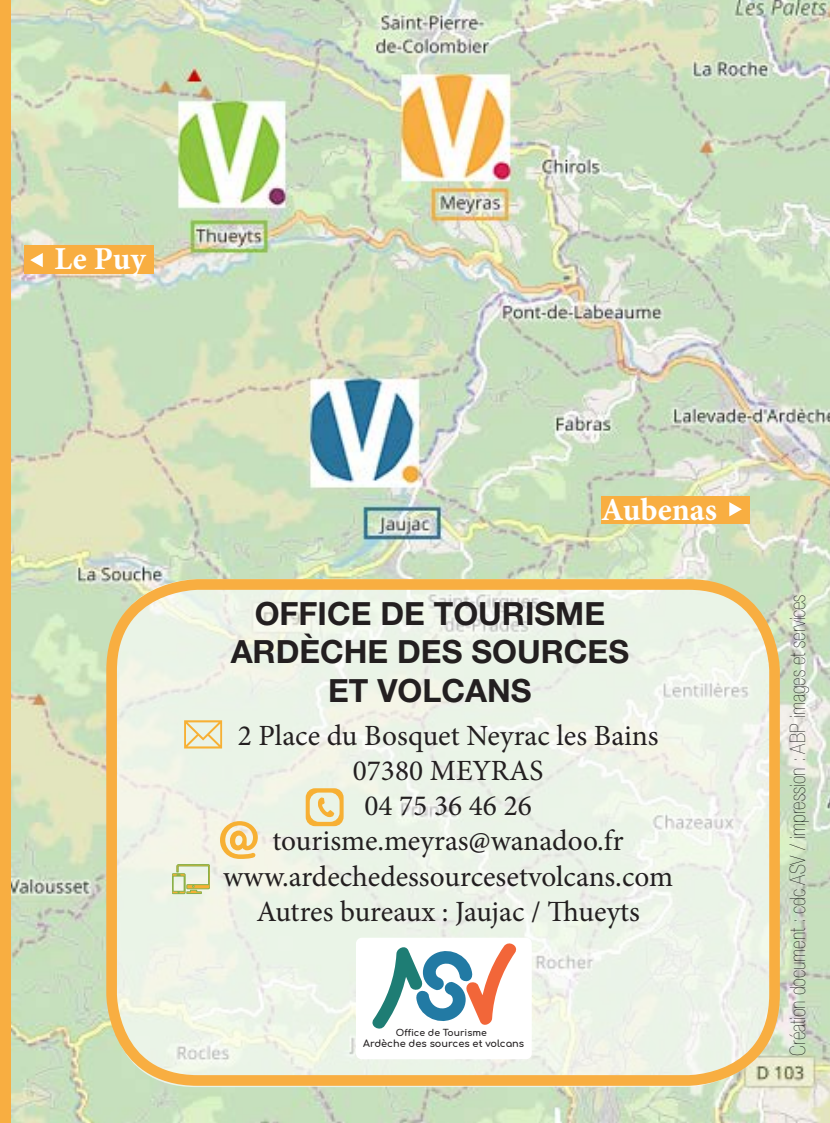 Les Palets
Saint-Pierre-
de-Colombier
La Roche
V.
V.
Chirols
Meyras
Thueyts
◂ Le Puy
Pont-de-Labeaume
V.
Fabras
Lalevade-d'Ardèche
Aubenas ▸
Jaujac
La Souche
Saint-Cirgues-
de-Prades
OFFICE DE TOURISME
ARDÈCHE DES SOURCES
ET VOLCANS
Lentillères
2 Place du Bosquet Neyrac les Bains
07380 MEYRAS
04 75 36 46 26
Chazeaux
@ tourisme.meyras@wanadoo.fr
www.ardechedessourcesetvolcans.com
Valousset
Autres bureaux : Jaujac / Thueyts
Rocher
ASV
Office de Tourisme
Ardèche des sources et volcans
Rocles
D 103
Création document : cdc ASV / impression : ABP images et services